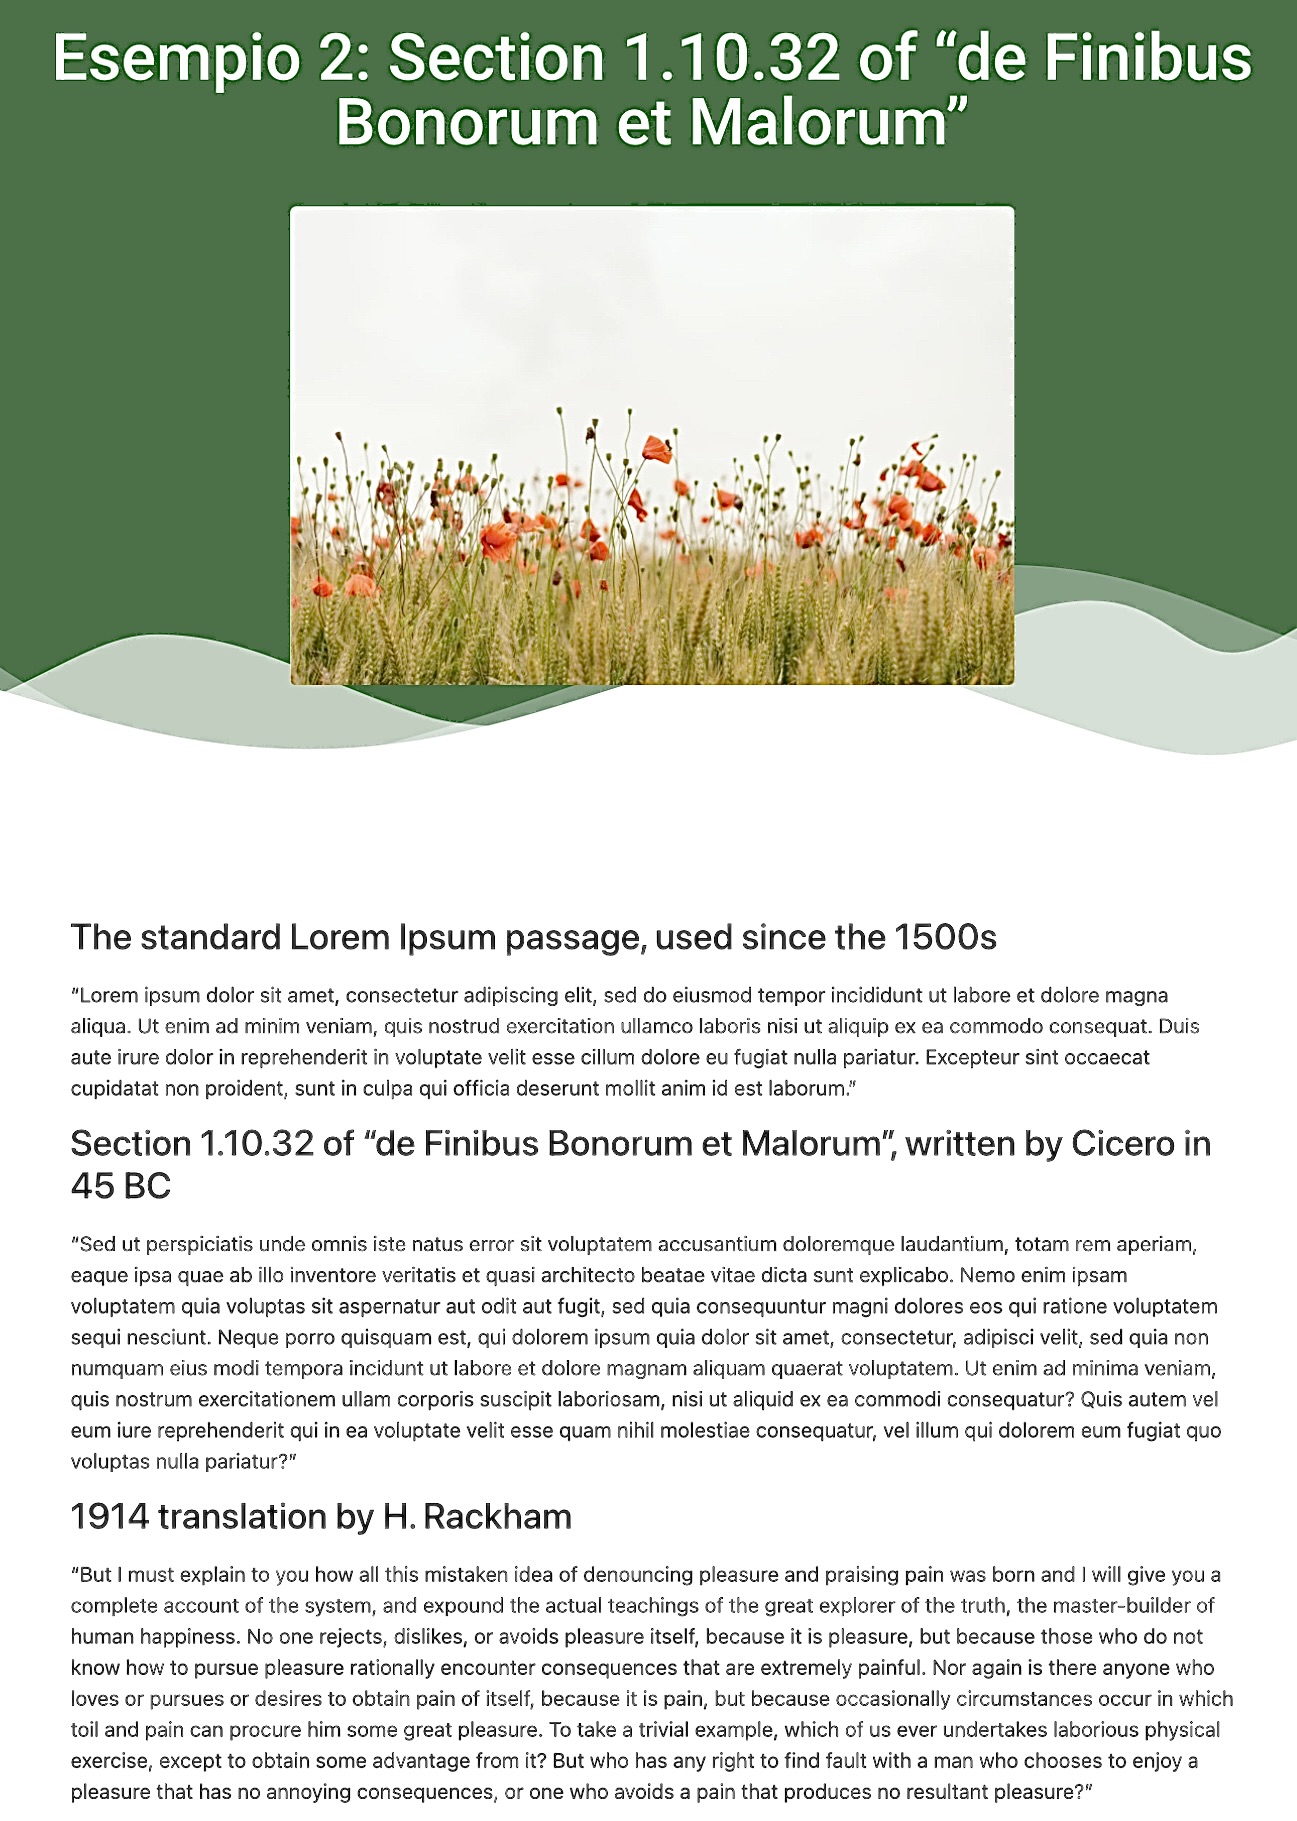 Esempio 2: Section 1.10.32 of “de Finibus
Bonorum et Malorum”
The standard Lorem Ipsum passage, used since the 1500s
“Lorem ipsum dolor sit amet, consectetur adipiscing elit, sed do eiusmod tempor incididunt ut labore et dolore magna
aliqua. Ut enim ad minim veniam, quis nostrud exercitation ullamco laboris nisi ut aliquip ex ea commodo consequat. Duis
aute irure dolor in reprehenderit in voluptate velit esse cillum dolore eu fugiat nulla pariatur. Excepteur sint occaecat
cupidatat non proident, sunt in culpa qui officia deserunt mollit anim id est laborum.”
Section 1.10.32 of “de Finibus Bonorum et Malorum”, written by Cicero in
45 BC
“Sed ut perspiciatis unde omnis iste natus error sit voluptatem accusantium doloremque laudantium, totam rem aperiam,
eaque ipsa quae ab illo inventore veritatis et quasi architecto beatae vitae dicta sunt explicabo. Nemo enim ipsam
voluptatem quia voluptas sit aspernatur aut odit aut fugit, sed quia consequuntur magni dolores eos qui ratione voluptatem
sequi nesciunt. Neque porro quisquam est, qui dolorem ipsum quia dolor sit amet, consectetur, adipisci velit, sed quia non
numquam eius modi tempora incidunt ut labore et dolore magnam aliquam quaerat voluptatem. Ut enim ad minima veniam,
quis nostrum exercitationem ullam corporis suscipit laboriosam, nisi ut aliquid ex ea commodi consequatur? Quis autem vel
eum iure reprehenderit qui in ea voluptate velit esse quam nihil molestiae consequatur, vel illum qui dolorem eum fugiat quo
voluptas nulla pariatur?”
1914 translation by H. Rackham
“But I must explain to you how all this mistaken idea of denouncing pleasure and praising pain was born and I will give you a
complete account of the system, and expound the actual teachings of the great explorer of the truth, the master-builder of
human happiness. No one rejects, dislikes, or avoids pleasure itself, because it is pleasure, but because those who do not
know how to pursue pleasure rationally encounter consequences that are extremely painful. Nor again is there anyone who
loves or pursues or desires to obtain pain of itself, because it is pain, but because occasionally circumstances occur in which
toil and pain can procure him some great pleasure. To take a trivial example, which of us ever undertakes laborious physical
exercise, except to obtain some advantage from it? But who has any right to find fault with a man who chooses to enjoy a
pleasure that has no annoying consequences, or one who avoids a pain that produces no resultant pleasure?”